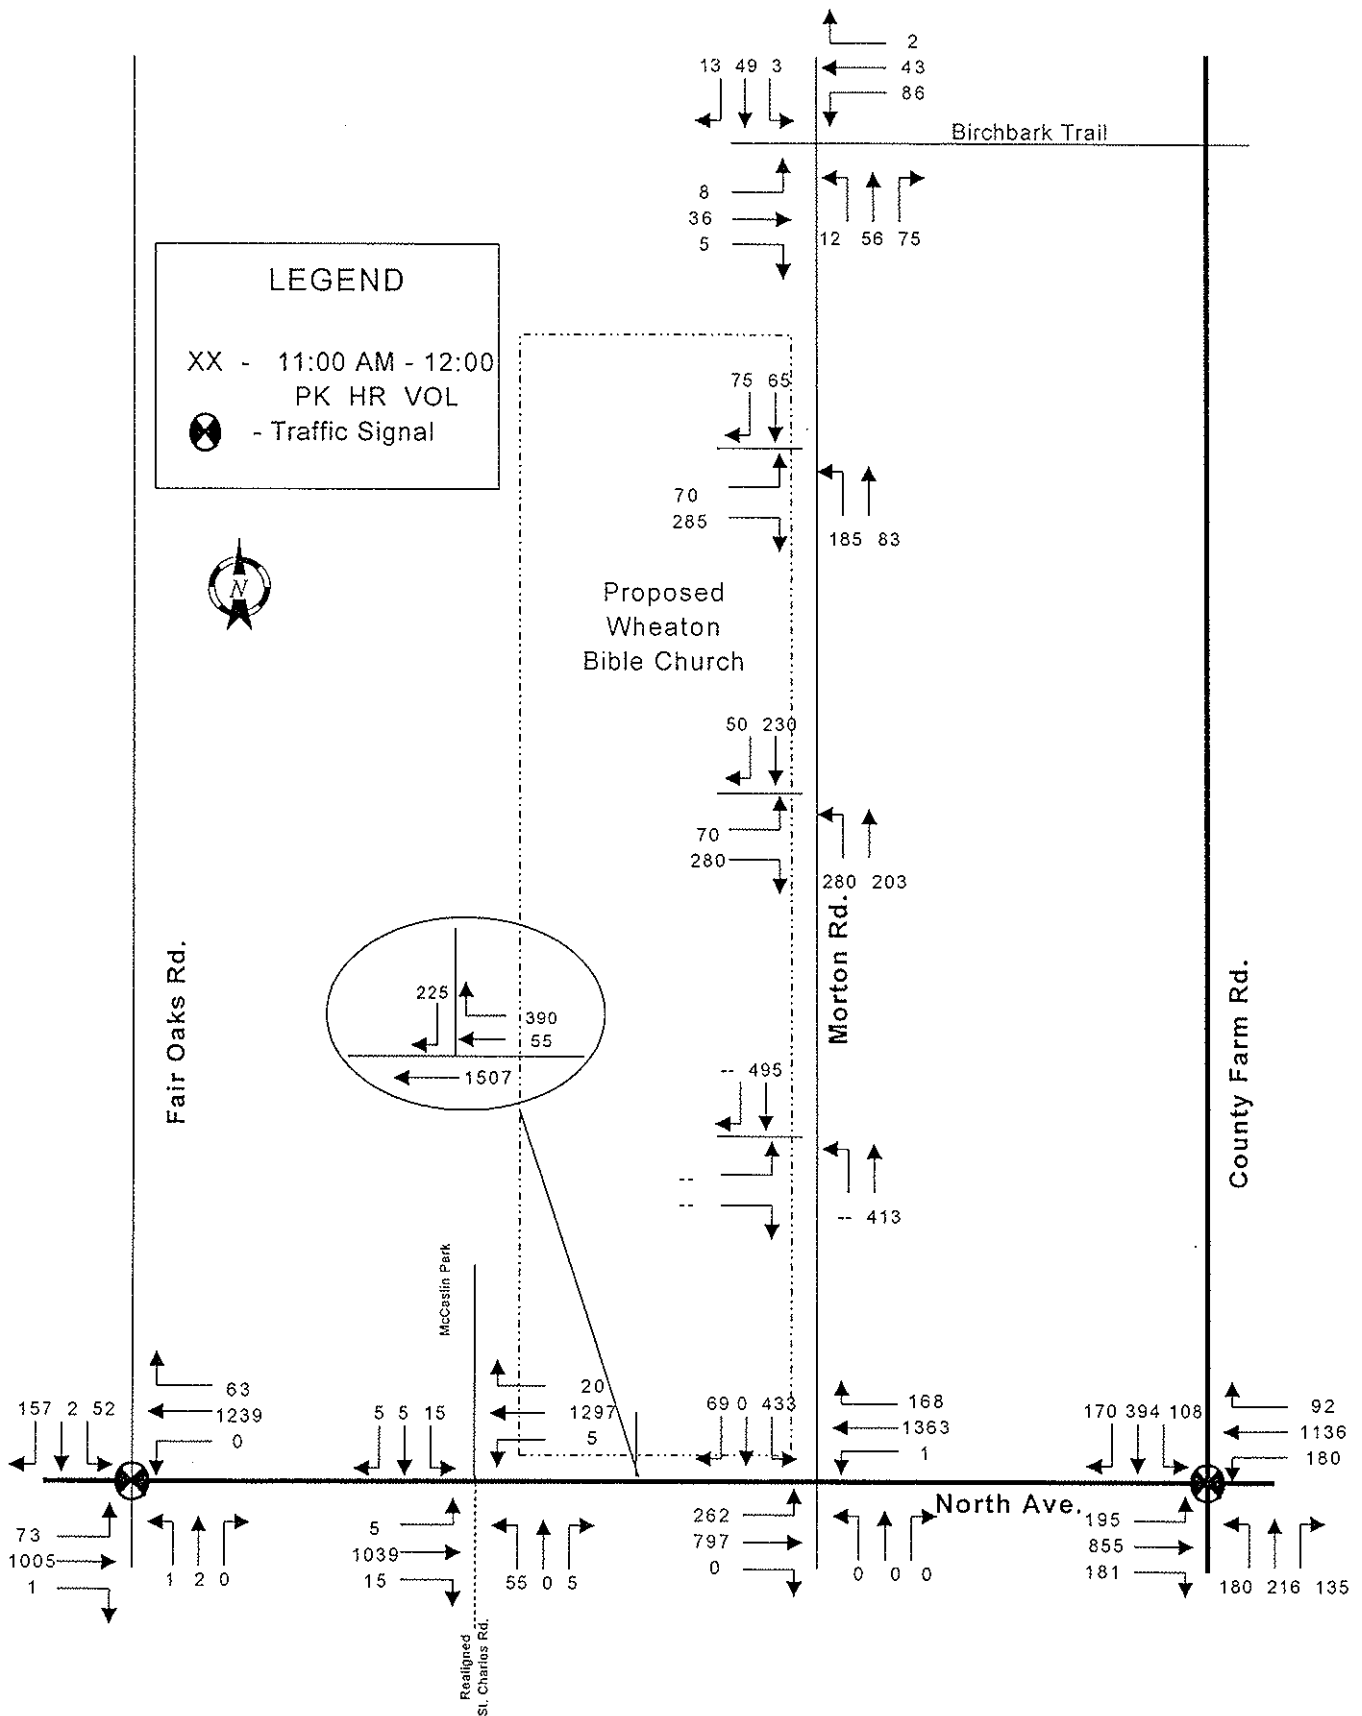 2
13 49 3
43
86
Birchbark Trail
8
36
5
12 56 75
LEGEND
XX - 11:00 AM - 12:00
PK HR VOL
- Traffic Signal
N
75 65
70
285
185 83
Proposed
Wheaton
Bible Church
50 230
70
280
280 203
Morton Rd.
Fair Oaks Rd.
County Farm Rd.
225
390
55
1507
-- 495
--
--
-- 413
McCaslin Park
63
1239
0
157 2 52
20
1297
5
5 5 15
69 0 433
168
1363
1
170 394 108
92
1136
180
North Ave.
73
1005
1
1 2 0
5
1039
15
55 0 5
262
797
0
0 0 0
195
855
181
180 216 135
Realigned
St. Charles Rd.